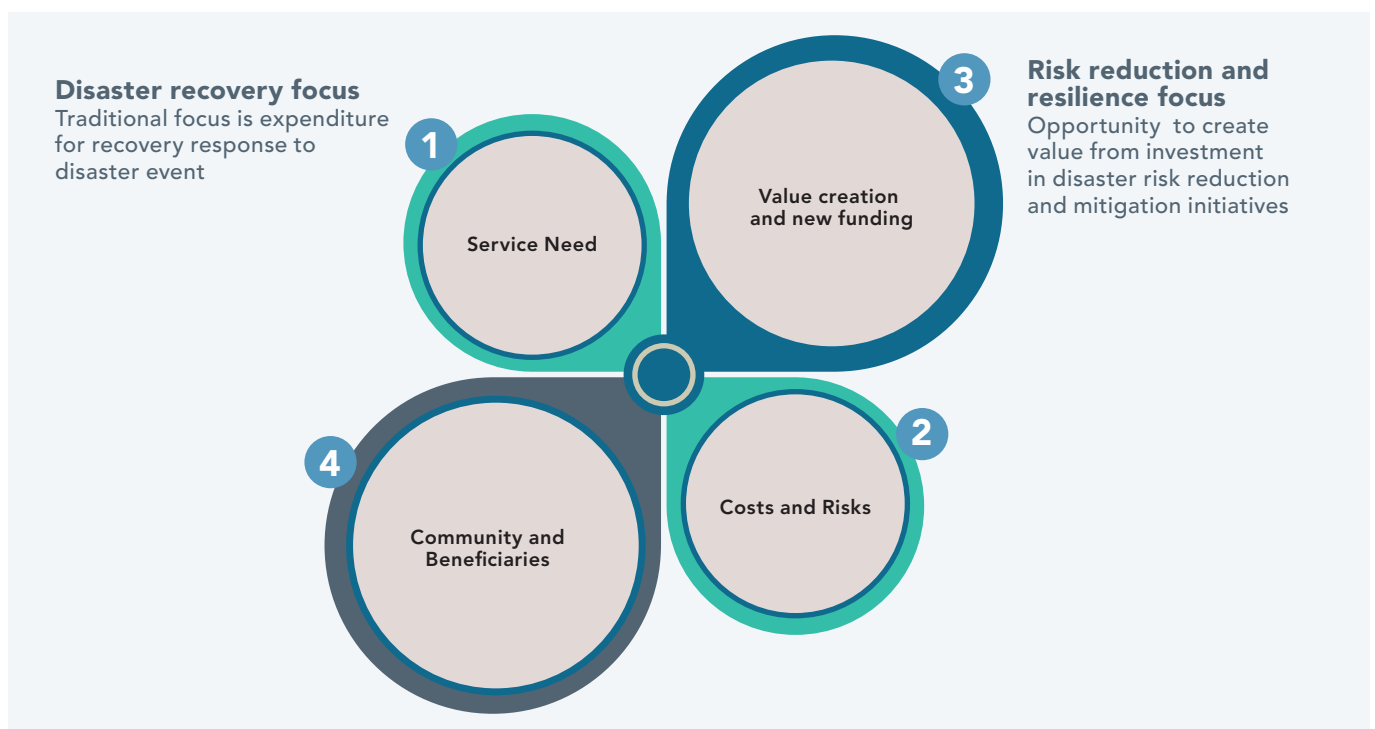 Disaster recovery focus
Traditional focus is expenditure
for recovery response to
disaster event
1
Service Need
3
Value creation
and new funding
Risk reduction and
resilience focus
Opportunity to create
value from investment
in disaster risk reduction
and mitigation initiatives
4
Community and
Beneficiaries
2
Costs and Risks